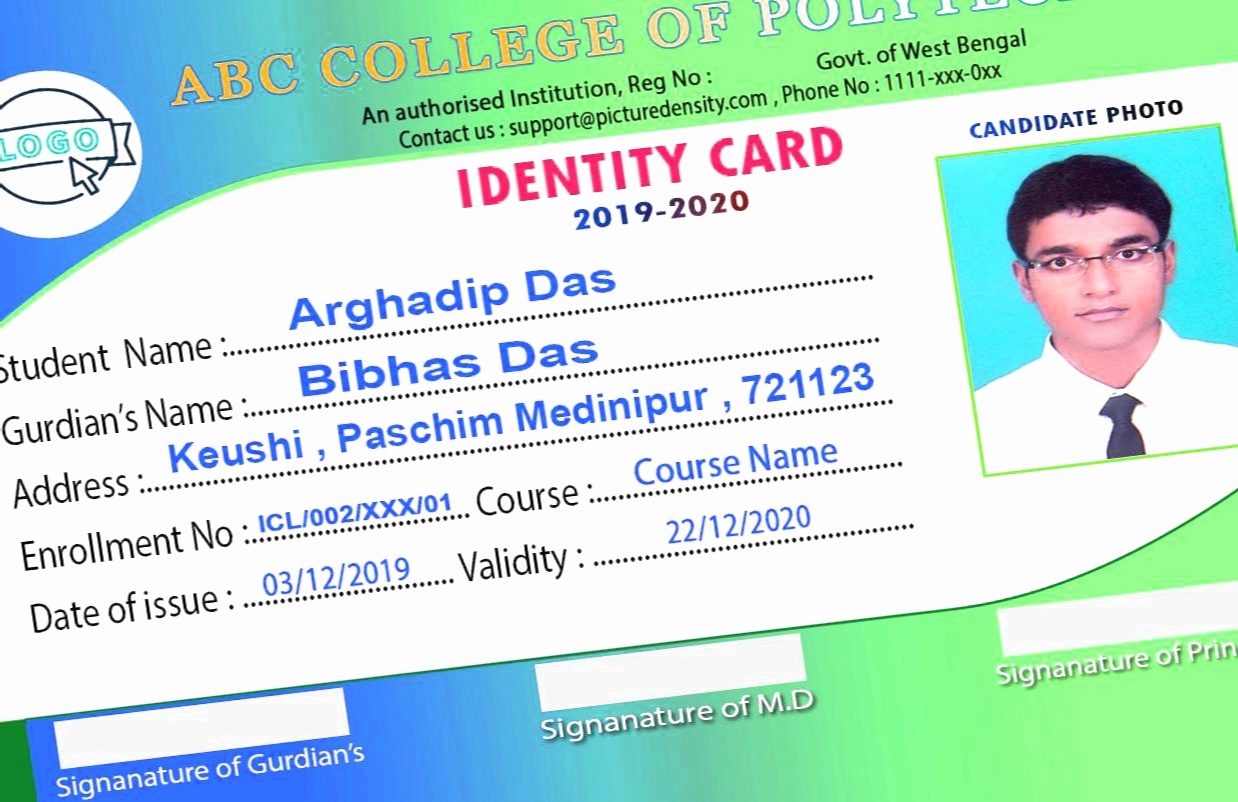 ABC COLLEGE OF POLYTEC
An authorised Institution, Reg No : Govt. of West Bengal
Contact us : support@picturedensity.com , Phone No : 1111-xxx-0xx
LOGO
IDENTITY CARD
2019-2020
CANDIDATE PHOTO
Student Name : Arghadip Das
Gurdian's Name : Bibhas Das
Address : Keushi , Paschim Medinipur , 721123
Enrollment No : ICL/002/XXX/01 Course : Course Name
Date of issue : 03/12/2019 Validity : 22/12/2020
Signanature of Gurdian's
Signanature of M.D
Signanature of Prin